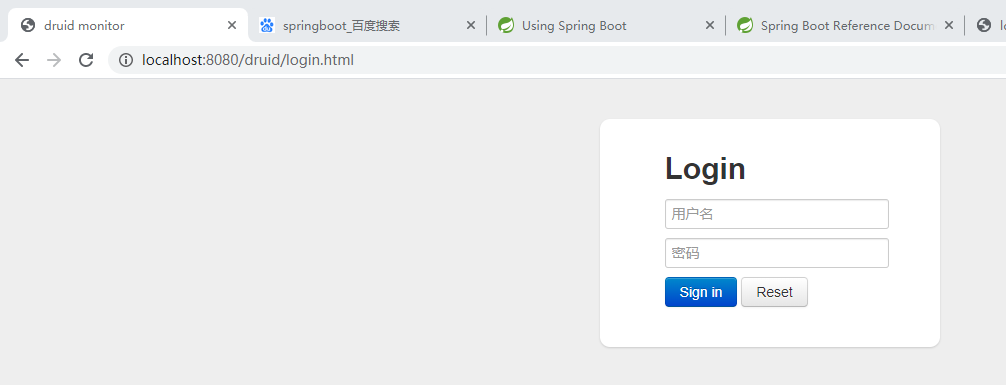 druid monitor
springboot_百度搜索
Using Spring Boot
Spring Boot Reference Docum
localhost:8080/druid/login.html
Login
用户名
密码
Sign in
Reset